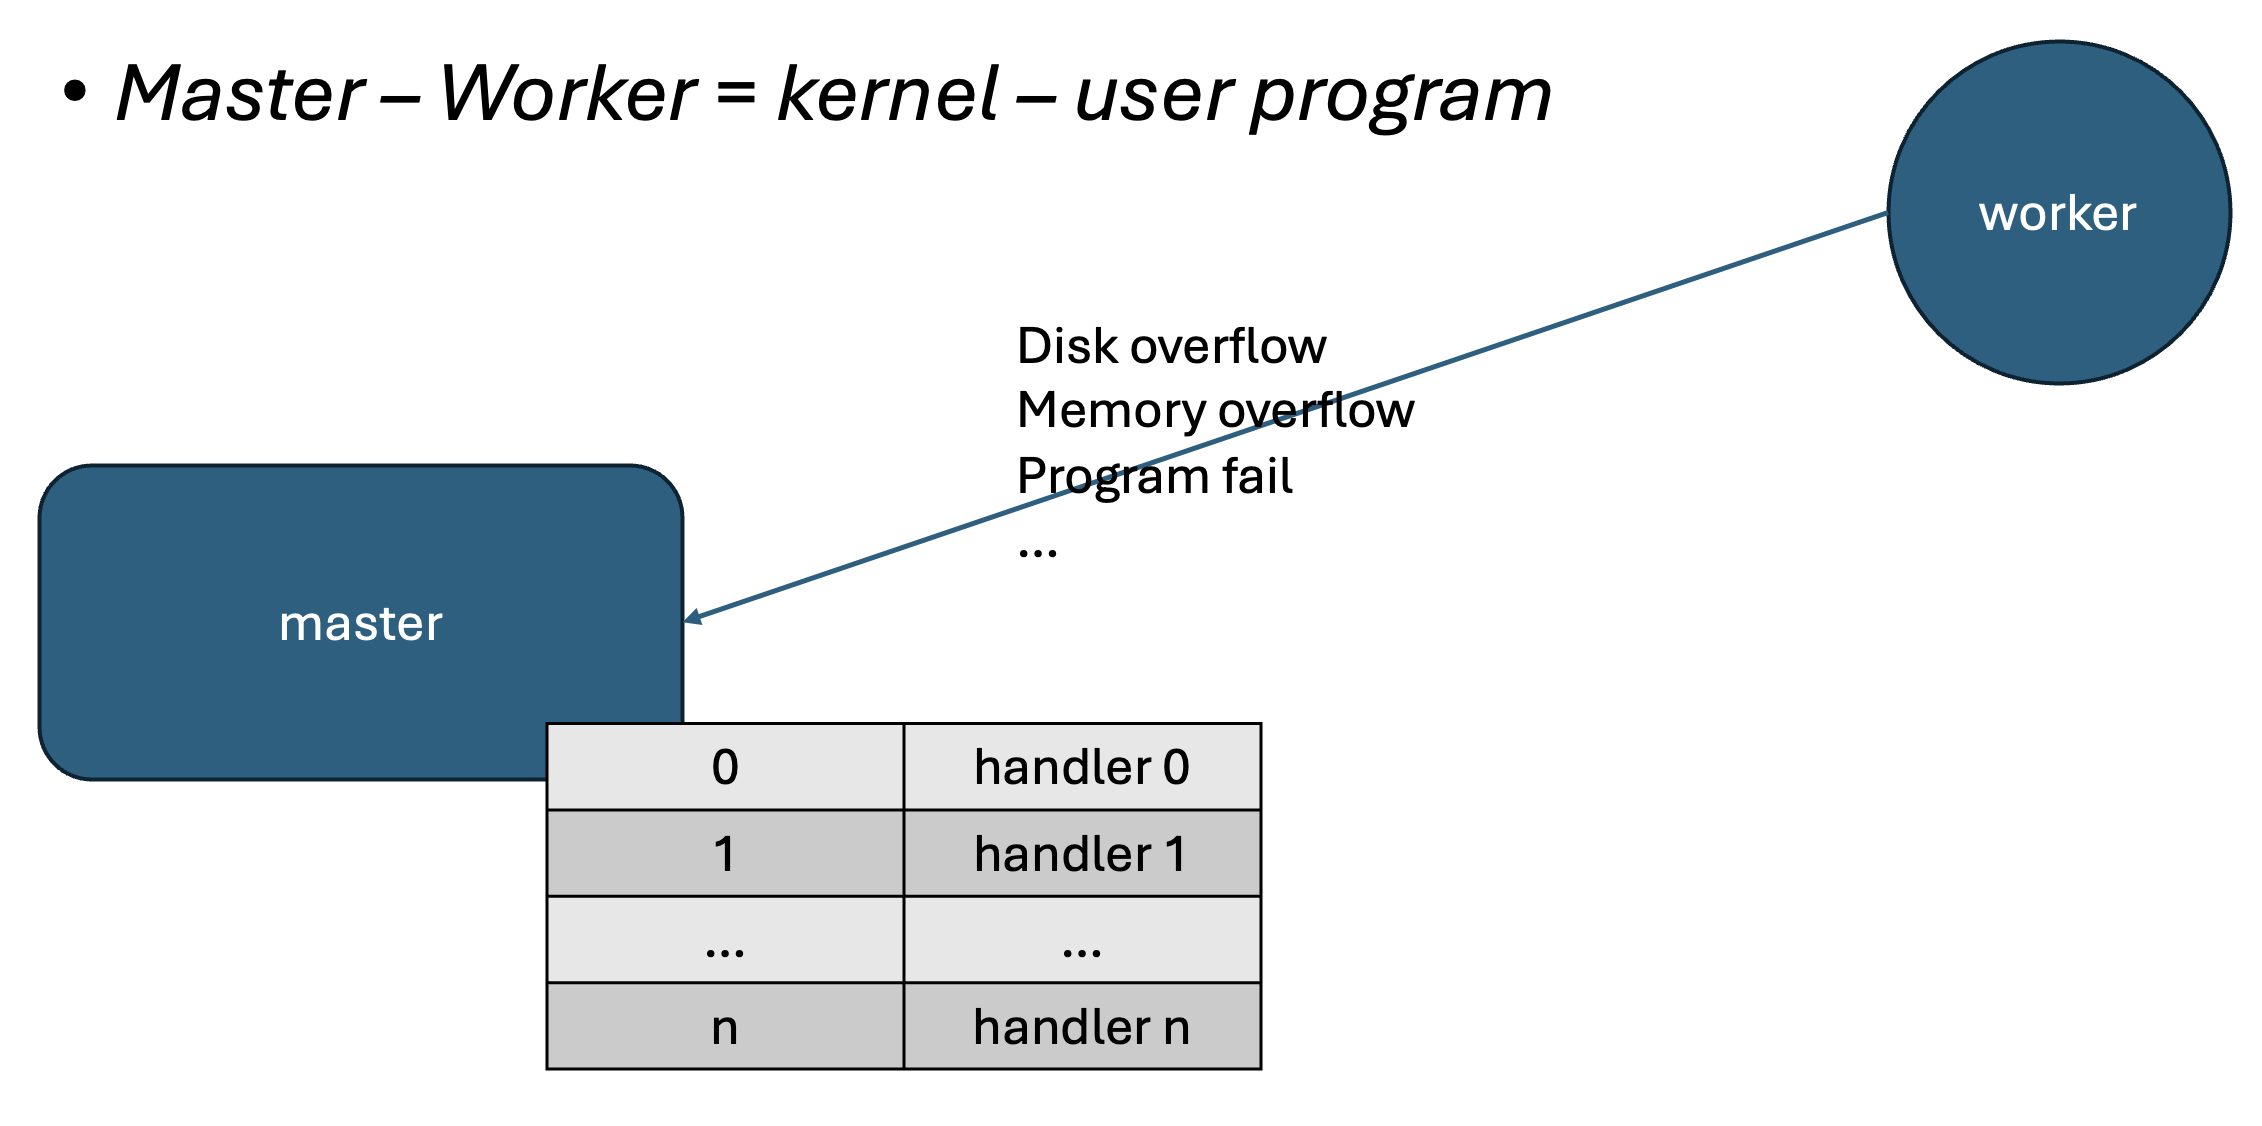 • Master – Worker = kernel – user program
worker
Disk overflow
Memory overflow
Program fail
...
master
0 handler 0
1 handler 1
... ...
n handler n